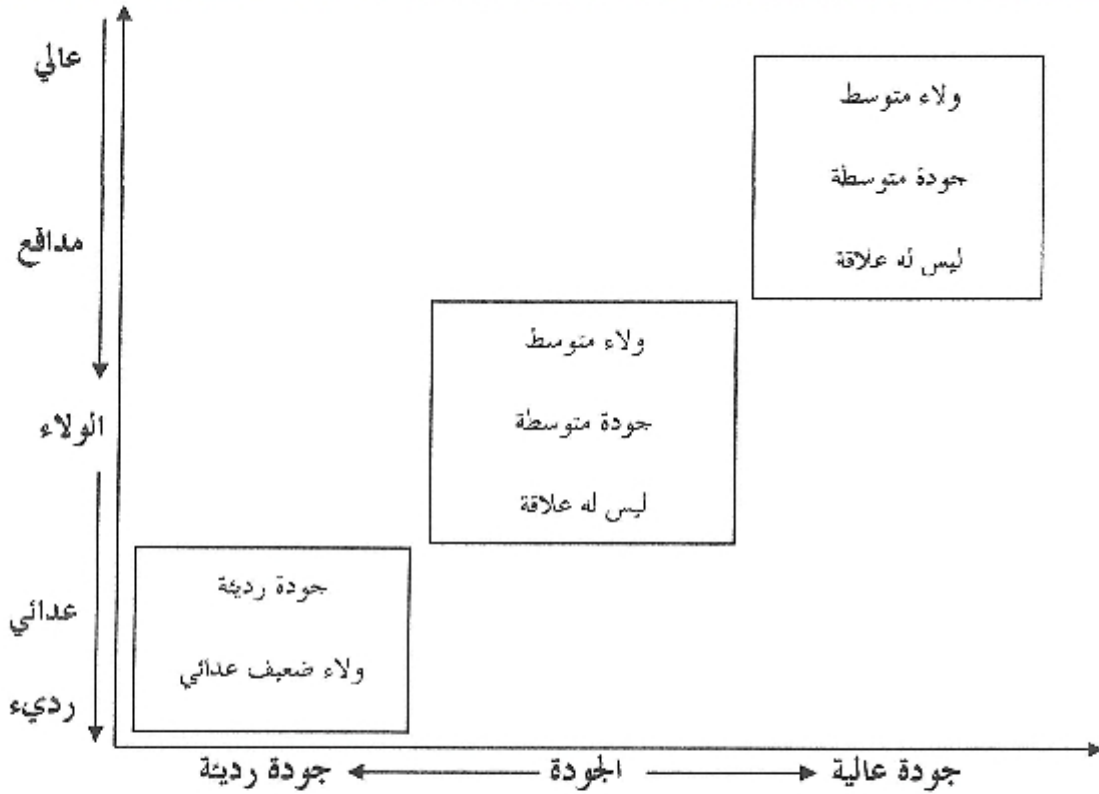 عالي
مدافع
الولاء
عدائي
رديء
ولاء متوسط
جودة متوسطة
ليس له علاقة
ولاء متوسط
جودة متوسطة
ليس له علاقة
جودة رديئة
ولاء ضعيف عدائي
جودة عالية
الجودة
جودة رديئة